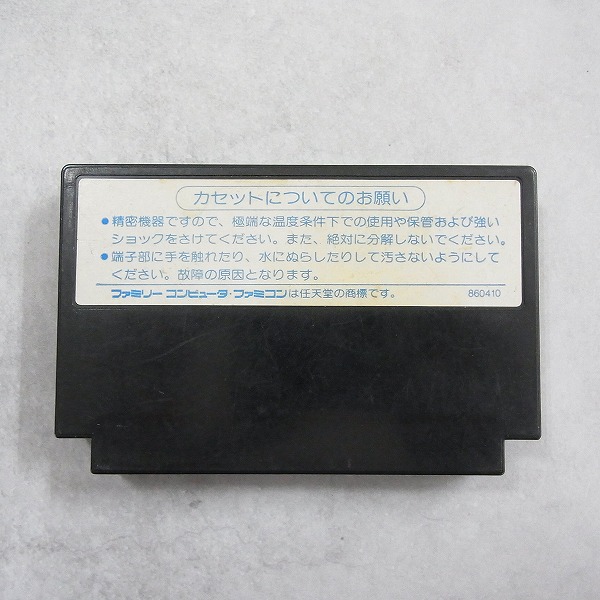 カセットについてのお願い
●精密機器ですので、極端な温度条件下での使用や保管および強い
ショックをさけてください。また、絶対に分解しないでください。
●端子部に手を触れたり、水にぬらしたりして汚さないようにして
ください。故障の原因となります。
ファミリーコンピュータ・ファミコンは任天堂の商標です。 860410